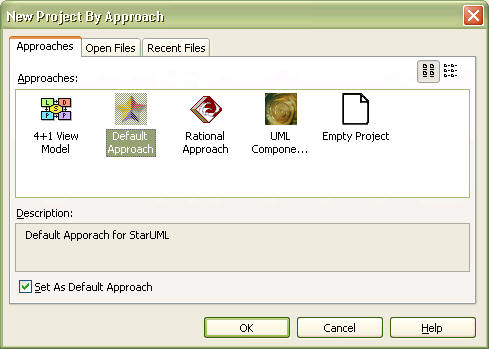 New Project By Approach
Approaches
Open Files
Recent Files
Approaches:
L D S P P
4+1 View Model
Default Approach
Rational Approach
UML Compone...
Empty Project
Description:
Default Apporach for StarUML
Set As Default Approach
OK
Cancel
Help